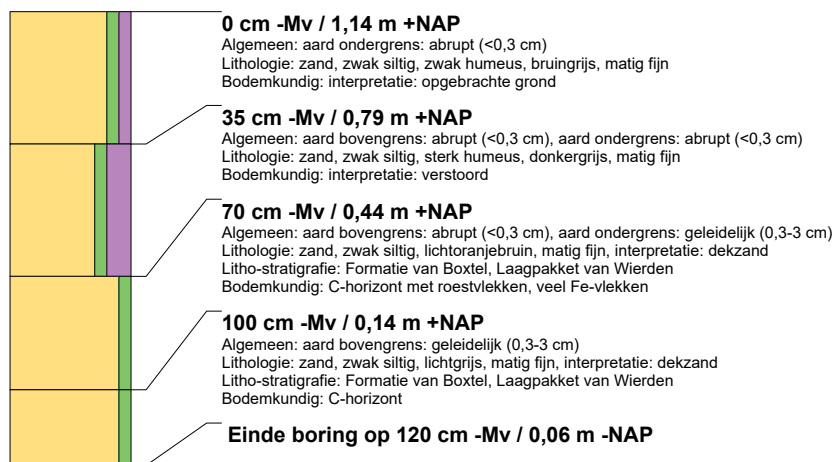 0 cm -Mv / 1,14 m +NAP
Algemeen: aard ondergrens: abrupt (<0,3 cm)
Lithologie: zand, zwak siltig, zwak humeus, bruingrijs, matig fijn
Bodemkundig: interpretatie: opgebrachte grond
35 cm -Mv / 0,79 m +NAP
Algemeen: aard bovengrens: abrupt (<0,3 cm), aard ondergrens: abrupt (<0,3 cm)
Lithologie: zand, zwak siltig, sterk humeus, donkergrijs, matig fijn
Bodemkundig: interpretatie: verstoord
70 cm -Mv / 0,44 m +NAP
Algemeen: aard bovengrens: abrupt (<0,3 cm), aard ondergrens: geleidelijk (0,3-3 cm)
Lithologie: zand, zwak siltig, lichtoranjebruin, matig fijn, interpretatie: dekzand
Litho-stratigrafie: Formatie van Boxtel, Laagpakket van Wierden
Bodemkundig: C-horizont met roestvlekken, veel Fe-vlekken
100 cm -Mv / 0,14 m +NAP
Algemeen: aard bovengrens: geleidelijk (0,3-3 cm)
Lithologie: zand, zwak siltig, lichtgrijs, matig fijn, interpretatie: dekzand
Litho-stratigrafie: Formatie van Boxtel, Laagpakket van Wierden
Bodemkundig: C-horizont
Einde boring op 120 cm -Mv / 0,06 m -NAP